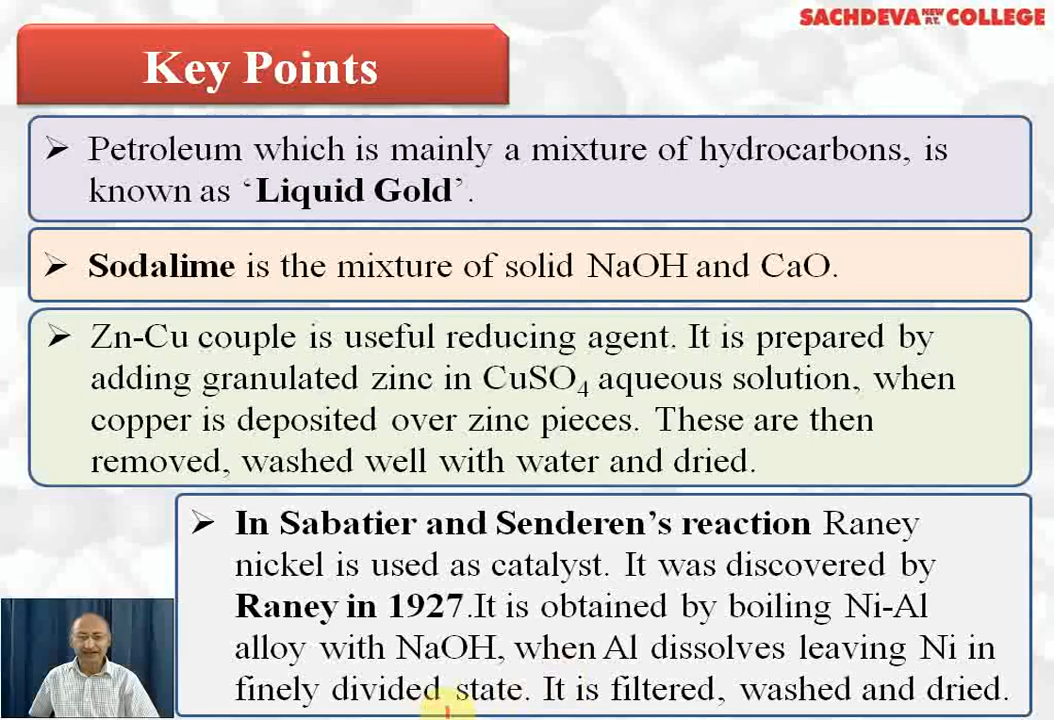 SACHDEVA NEW P.T. COLLEGE
Key Points
➢ Petroleum which is mainly a mixture of hydrocarbons, is
known as ‘Liquid Gold’.
➢ Sodalime is the mixture of solid NaOH and CaO.
➢ Zn-Cu couple is useful reducing agent. It is prepared by
adding granulated zinc in CuSO₄ aqueous solution, when
copper is deposited over zinc pieces. These are then
removed, washed well with water and dried.
➢ In Sabatier and Senderen’s reaction Raney
nickel is used as catalyst. It was discovered by
Raney in 1927.It is obtained by boiling Ni-Al
alloy with NaOH, when Al dissolves leaving Ni in
finely divided state. It is filtered, washed and dried.